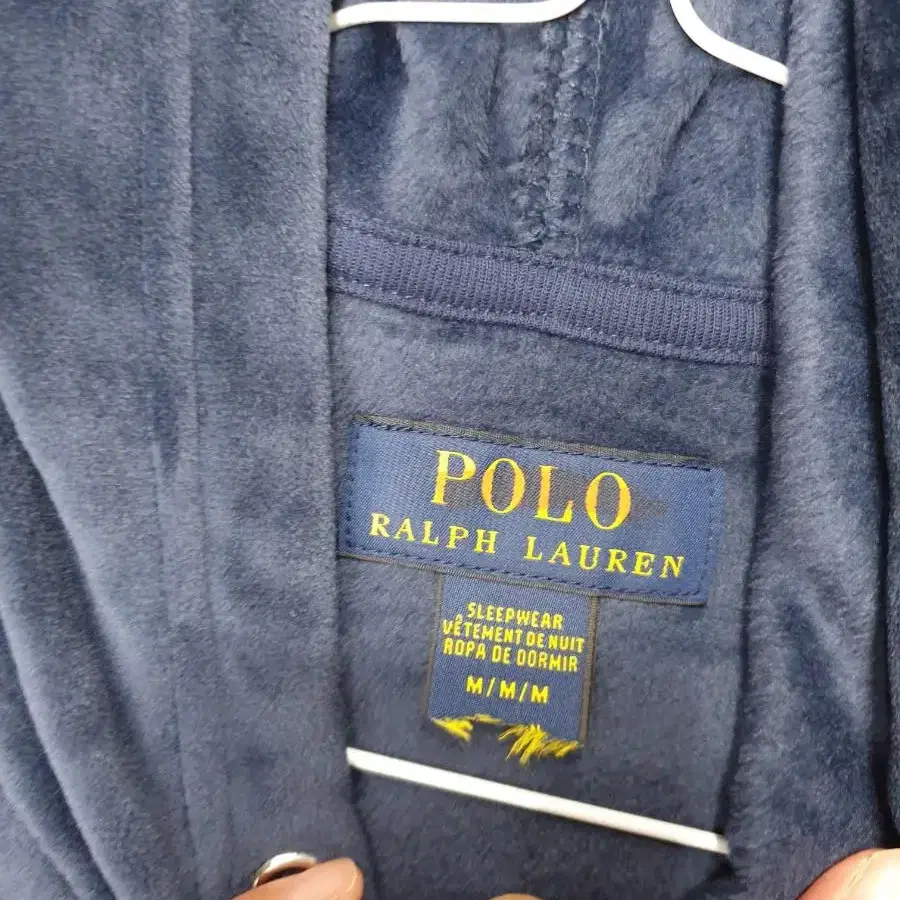 POLO
RALPH LAUREN
SLEEPWEAR
VÊTEMENT DE NUIT
ROPA DE DORMIR
M/M/M